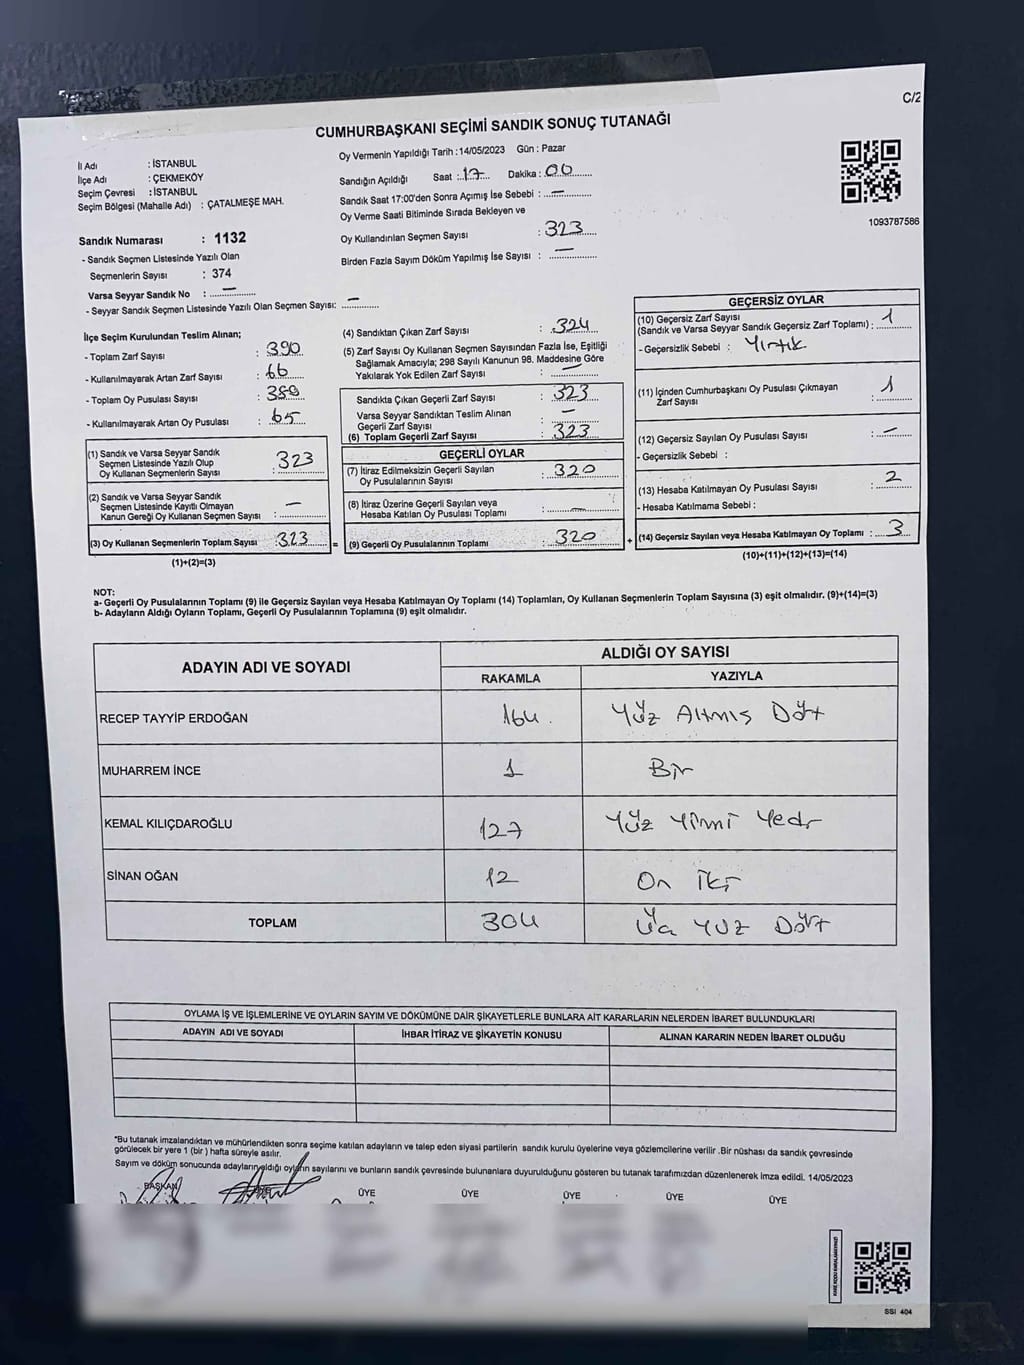 C/2
CUMHURBAŞKANI SEÇİMİ SANDIK SONUÇ TUTANAĞI
İl Adı : İSTANBUL
İlçe Adı : ÇEKMEKÖY
Seçim Çevresi : İSTANBUL
Seçim Bölgesi (Mahalle Adı) : ÇATALMEŞE MAH.
Sandık Numarası : 1132
- Sandık Seçmen Listesinde Yazılı Olan
Seçmenlerin Sayısı : 374
Varsa Seyyar Sandık No : —
- Seyyar Sandık Seçmen Listesinde Yazılı Olan Seçmen Sayısı: —
Oy Vermenin Yapıldığı Tarih :14/05/2023 Gün : Pazar
Sandığın Açıldığı Saat : 17 Dakika : 00
Sandık Saat 17:00'den Sonra Açımış İse Sebebi : —
Oy Verme Saati Bitiminde Sırada Bekleyen ve
Oy Kullandırılan Seçmen Sayısı : 323
Birden Fazla Sayım Döküm Yapılmış İse Sayısı : —
1093787586
İlçe Seçim Kurulundan Teslim Alınan;
- Toplam Zarf Sayısı : 390
- Kullanılmayarak Artan Zarf Sayısı : 66
- Toplam Oy Pusulası Sayısı :
- Kullanılmayarak Artan Oy Pusulası : 65
(1) Sandık ve Varsa Seyyar Sandık
Seçmen Listesinde Yazılı Olup
Oy Kullanan Seçmenlerin Sayısı : 323
(2) Sandık ve Varsa Seyyar Sandık
Seçmen Listesinde Kayıtlı Olmayan
Kanun Gereği Oy Kullanan Seçmen Sayısı : —
(3) Oy Kullanan Seçmenlerin Toplam Sayısı : 323
(1)+(2)=(3)
(4) Sandıktan Çıkan Zarf Sayısı : 324
(5) Zarf Sayısı Oy Kullanan Seçmen Sayısından Fazla İse, Eşitliği
Sağlamak Amacıyla; 298 Sayılı Kanunun 98. Maddesine Göre
Yakılarak Yok Edilen Zarf Sayısı : —
Sandıkta Çıkan Geçerli Zarf Sayısı : 323
Varsa Seyyar Sandıktan Teslim Alınan
Geçerli Zarf Sayısı : —
(6) Toplam Geçerli Zarf Sayısı : 323
GEÇERLİ OYLAR
(7) İtiraz Edilmeksizin Geçerli Sayılan
Oy Pusulalarının Sayısı : 320
(8) İtiraz Üzerine Geçerli Sayılan veya
Hesaba Katılan Oy Pusulası Toplamı : —
= (9) Geçerli Oy Pusulalarının Toplamı : 320
GEÇERSİZ OYLAR
(10) Geçersiz Zarf Sayısı
(Sandık ve Varsa Seyyar Sandık Geçersiz Zarf Toplamı) : 1
- Geçersizlik Sebebi : Yırtık
(11) İçinden Cumhurbaşkanı Oy Pusulası Çıkmayan
Zarf Sayısı : 1
(12) Geçersiz Sayılan Oy Pusulası Sayısı : —
- Geçersizlik Sebebi :
(13) Hesaba Katılmayan Oy Pusulası Sayısı : 2
- Hesaba Katılmama Sebebi :
+ (14) Geçersiz Sayılan veya Hesaba Katılmayan Oy Toplamı : 3
(10)+(11)+(12)+(13)=(14)
NOT:
a- Geçerli Oy Pusulalarının Toplamı (9) ile Geçersiz Sayılan veya Hesaba Katılmayan Oy Toplamı (14) Toplamları, Oy Kullanan Seçmenlerin Toplam Sayısına (3) eşit olmalıdır. (9)+(14)=(3)
b- Adayların Aldığı Oyların Toplamı, Geçerli Oy Pusulalarının Toplamına (9) eşit olmalıdır.
ADAYIN ADI VE SOYADI ALDIĞI OY SAYISI
RAKAMLA YAZIYLA
RECEP TAYYİP ERDOĞAN 164 Yüz Altmış Dört
MUHARREM İNCE 1 Bir
KEMAL KILIÇDAROĞLU 127 Yüz Yirmi Yedi
SİNAN OĞAN 12 On İki
TOPLAM 304 Üç Yüz Dört
OYLAMA İŞ VE İŞLEMLERİNE VE OYLARIN SAYIM VE DÖKÜMÜNE DAİR ŞİKAYETLERLE BUNLARA AİT KARARLARIN NELERDEN İBARET BULUNDUKLARI
ADAYIN ADI VE SOYADI İHBAR İTİRAZ VE ŞİKAYETİN KONUSU ALINAN KARARIN NEDEN İBARET OLDUĞU
*Bu tutanak imzalandıktan ve mühürlendikten sonra seçime katılan adayların ve talep eden siyasi partilerin sandık kurulu üyelerine veya gözlemcilerine verilir .Bir nüshası da sandık çevresinde
görülecek bir yere 1 (bir ) hafta süreyle asılır.
Sayım ve döküm sonucunda adayların aldığı oyların sayılarını ve bunların sandık çevresinde bulunanlara duyurulduğunu gösteren bu tutanak tarafımızdan düzenlenerek imza edildi. 14/05/2023
BAŞKAN ÜYE ÜYE ÜYE ÜYE ÜYE
SSI 404